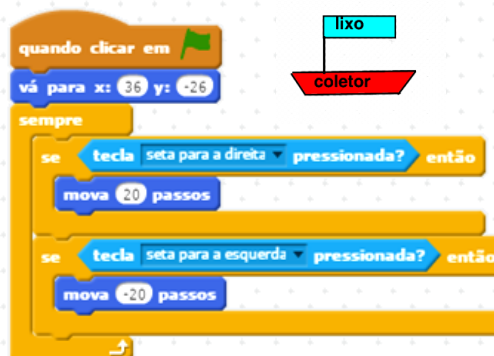 lixo
coletor
quando clicar em
vá para x: 36 y: -26
sempre
se tecla seta para a direita pressionada? então
mova 20 passos
se tecla seta para a esquerda pressionada? então
mova -20 passos